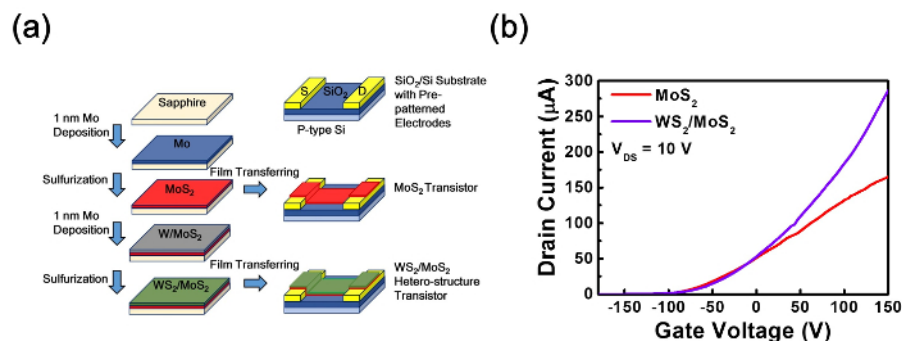 (a)
(b)
Sapphire
1 nm Mo
Deposition
Mo
Sulfurization
MoS₂
Film Transferring
1 nm Mo
Deposition
W/MoS₂
Sulfurization
WS₂/MoS₂
Film Transferring
S
SiO₂
D
P-type Si
SiO₂/Si Substrate
with Pre-
patterned
Electrodes
MoS₂ Transistor
WS₂/MoS₂
Hetero-structure
Transistor
Drain Current (μA)
300
250
200
150
100
50
0
MoS₂
WS₂/MoS₂
V_DS = 10 V
-150
-100
-50
0
50
100
150
Gate Voltage (V)